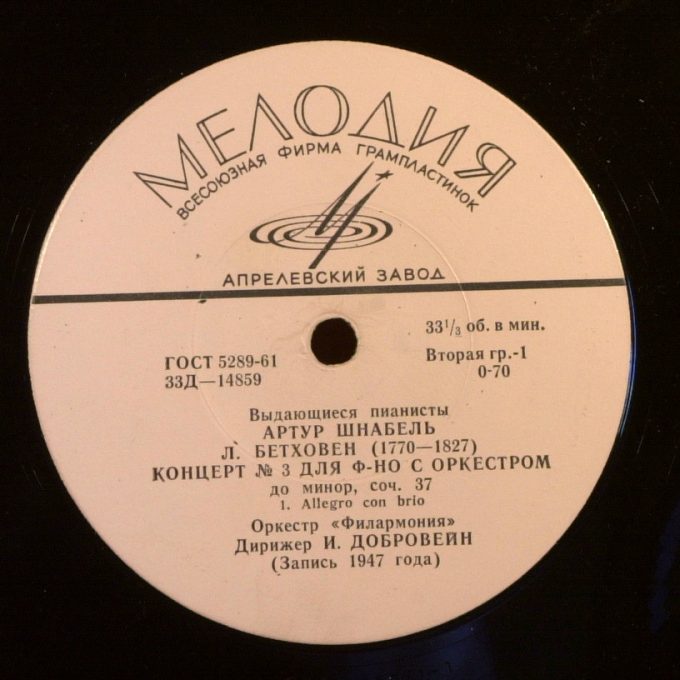 МЕЛОДИЯ
ВСЕСОЮЗНАЯ ФИРМА ГРАМПЛАСТИНОК
АПРЕЛЕВСКИЙ ЗАВОД
33⅓ об. в мин.
ГОСТ 5289-61
Вторая гр.-1
33Д—14859
0-70
Выдающиеся пианисты
АРТУР ШНАБЕЛЬ
Л. БЕТХОВЕН (1770—1827)
КОНЦЕРТ № 3 ДЛЯ Ф-НО С ОРКЕСТРОМ
до минор, соч. 37
1. Allegro con brio
Оркестр «Филармония»
Дирижер И. ДОБРОВЕЙН
(Запись 1947 года)